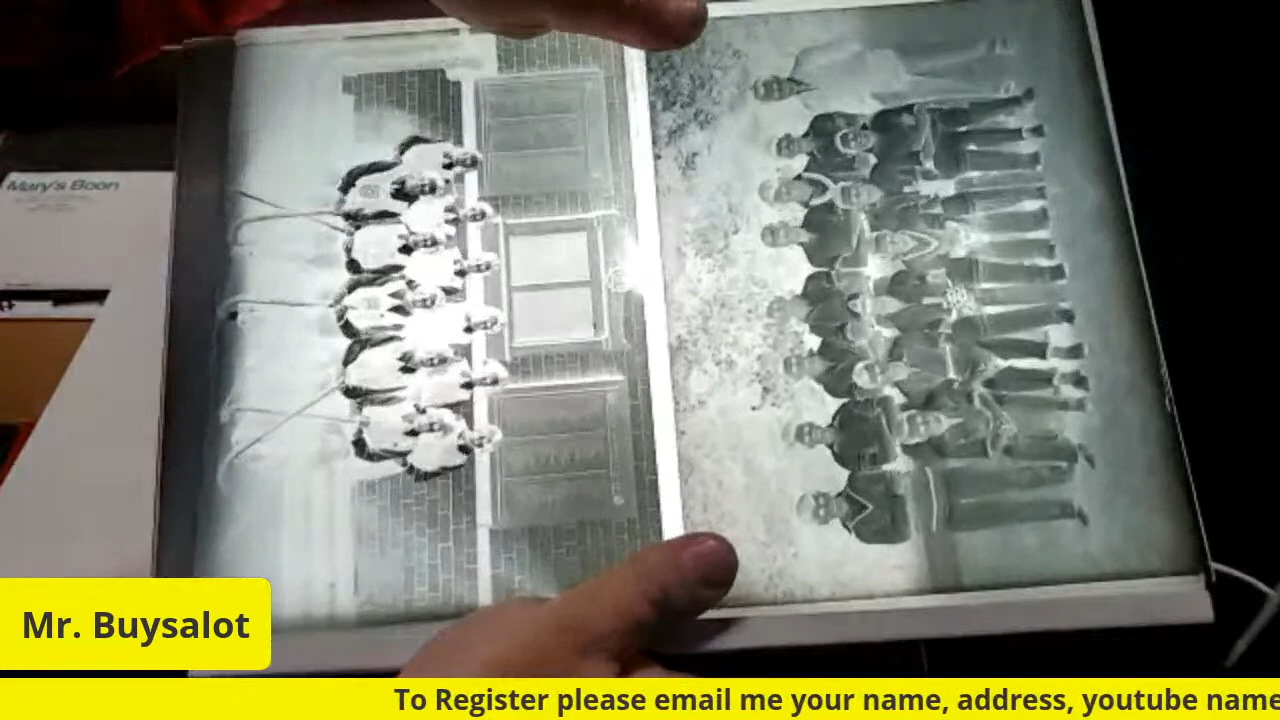 Mary's Boon
Mr. Buysalot
To Register please email me your name, address, youtube name